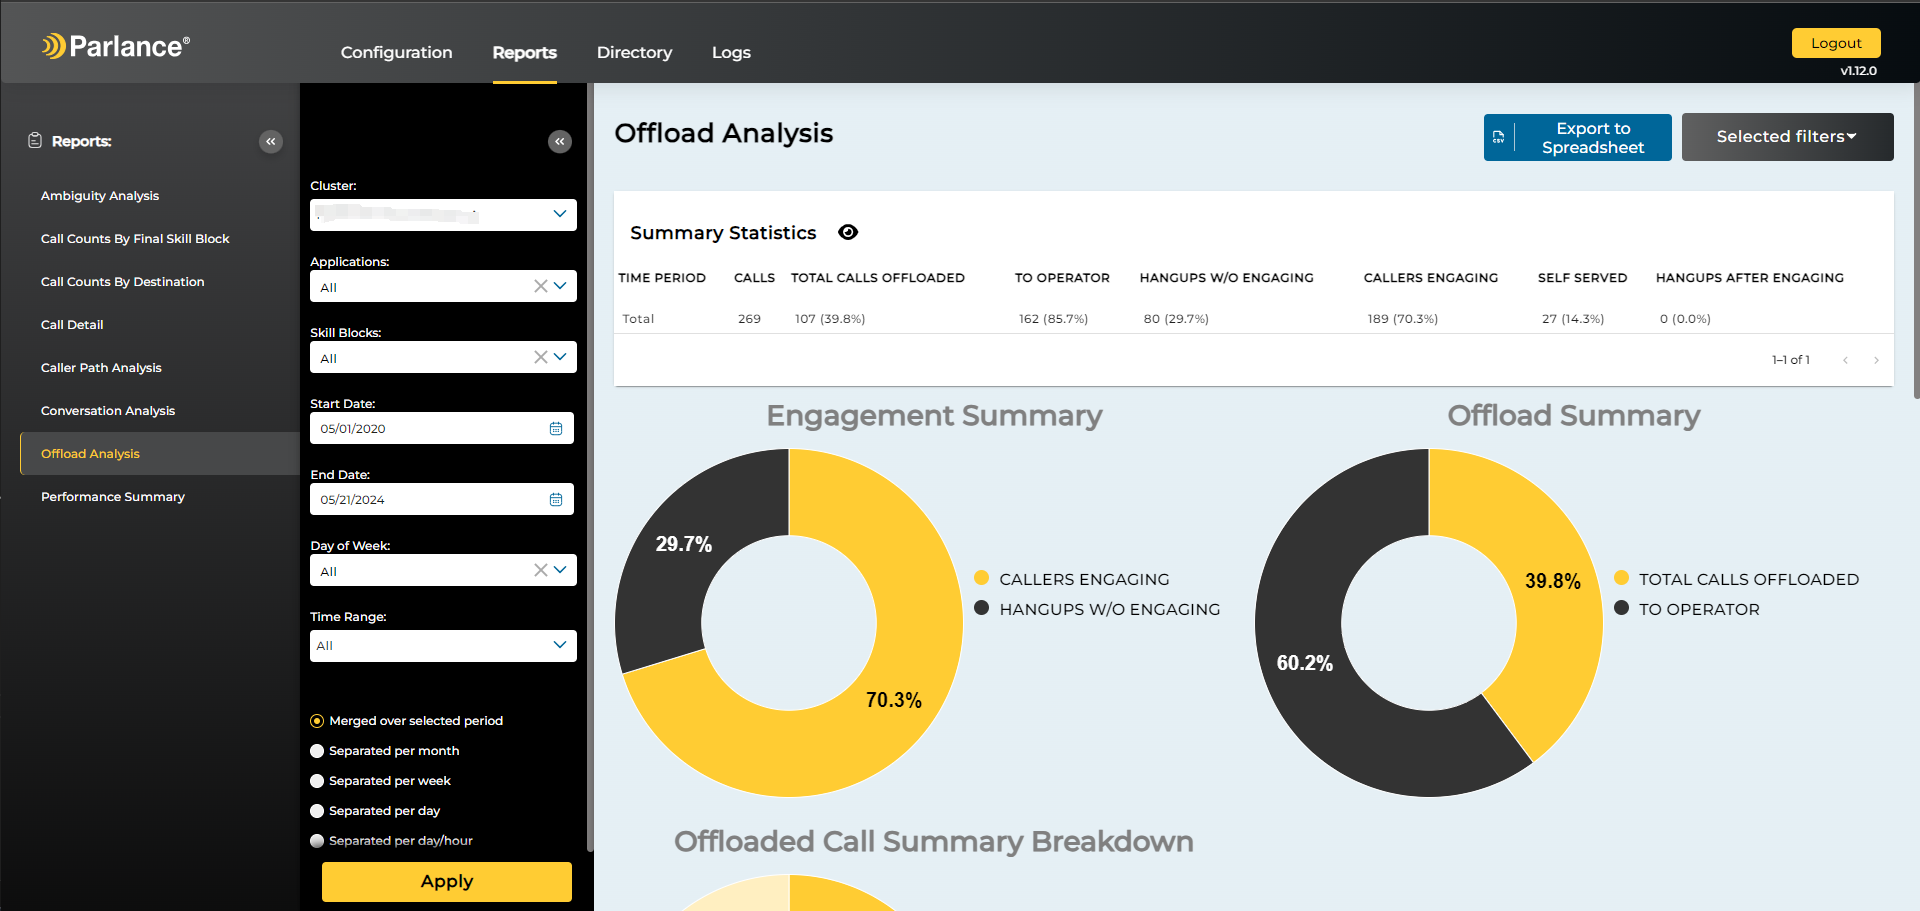 Parlance®
Configuration
Reports
Directory
Logs
Logout
v1.12.0
Reports:
Ambiguity Analysis
Call Counts By Final Skill Block
Call Counts By Destination
Call Detail
Caller Path Analysis
Conversation Analysis
Offload Analysis
Performance Summary
Cluster:
Applications:
All
Skill Blocks:
All
Start Date:
05/01/2020
End Date:
05/21/2024
Day of Week:
All
Time Range:
All
Merged over selected period
Separated per month
Separated per week
Separated per day
Separated per day/hour
Apply
Offload Analysis
CSV
Export to
Spreadsheet
Selected filters
Summary Statistics
TIME PERIOD CALLS TOTAL CALLS OFFLOADED TO OPERATOR HANGUPS W/O ENGAGING CALLERS ENGAGING SELF SERVED HANGUPS AFTER ENGAGING
Total 269 107 (39.8%) 162 (85.7%) 80 (29.7%) 189 (70.3%) 27 (14.3%) 0 (0.0%)
1–1 of 1
Engagement Summary
29.7%
70.3%
CALLERS ENGAGING
HANGUPS W/O ENGAGING
Offload Summary
39.8%
60.2%
TOTAL CALLS OFFLOADED
TO OPERATOR
Offloaded Call Summary Breakdown